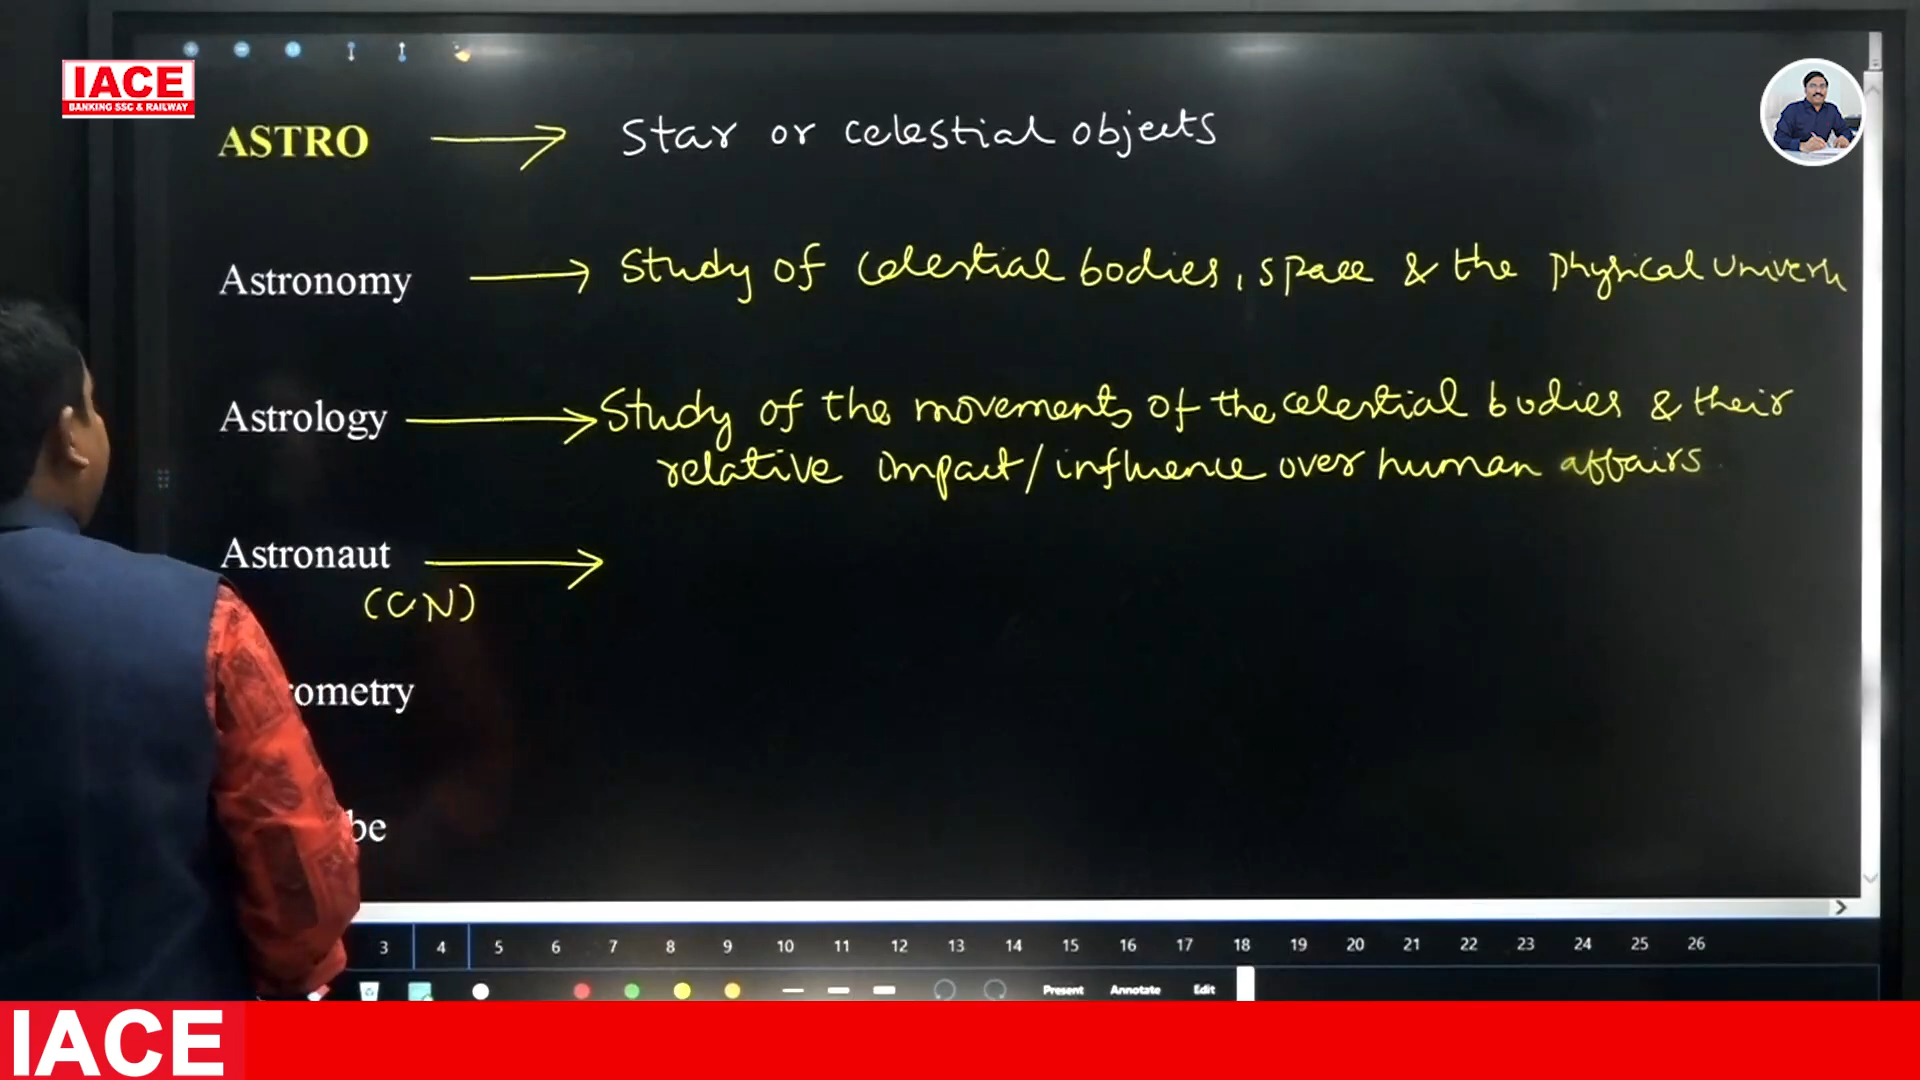 IACE
BANKING SSC & RAILWAY
ASTRO → Star or celestial objects
Astronomy → Study of celestial bodies, space & the physical univers
Astrology → Study of the movements of the celestial bodies & their
relative impact/influence over human affairs
Astronaut →
(CN)
rometry
be
3 4 5 6 7 8 9 10 11 12 13 14 15 16 17 18 19 20 21 22 23 24 25 26
Present Annotate Edit
IACE